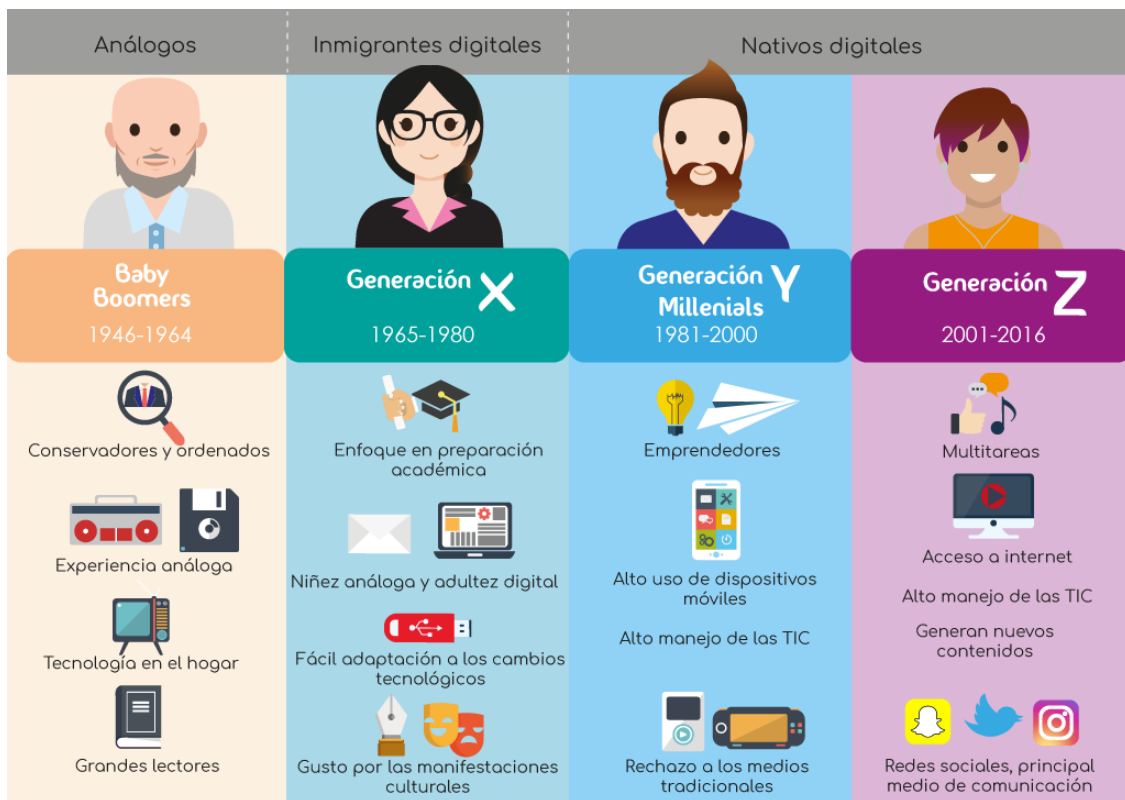 Análogos
Inmigrantes digitales
Nativos digitales
Baby
Boomers
1946-1964
Generación X
1965-1980
Generación Y
Millenials
1981-2000
Generación Z
2001-2016
Conservadores y ordenados
Experiencia análoga
Tecnología en el hogar
Grandes lectores
Enfoque en preparación
académica
Niñez análoga y adultez digital
Fácil adaptación a los cambios
tecnológicos
Gusto por las manifestaciones
culturales
Emprendedores
Alto uso de dispositivos
móviles
Alto manejo de las TIC
Rechazo a los medios
tradicionales
Multitareas
Acceso a internet
Alto manejo de las TIC
Generan nuevos
contenidos
Redes sociales, principal
medio de comunicación